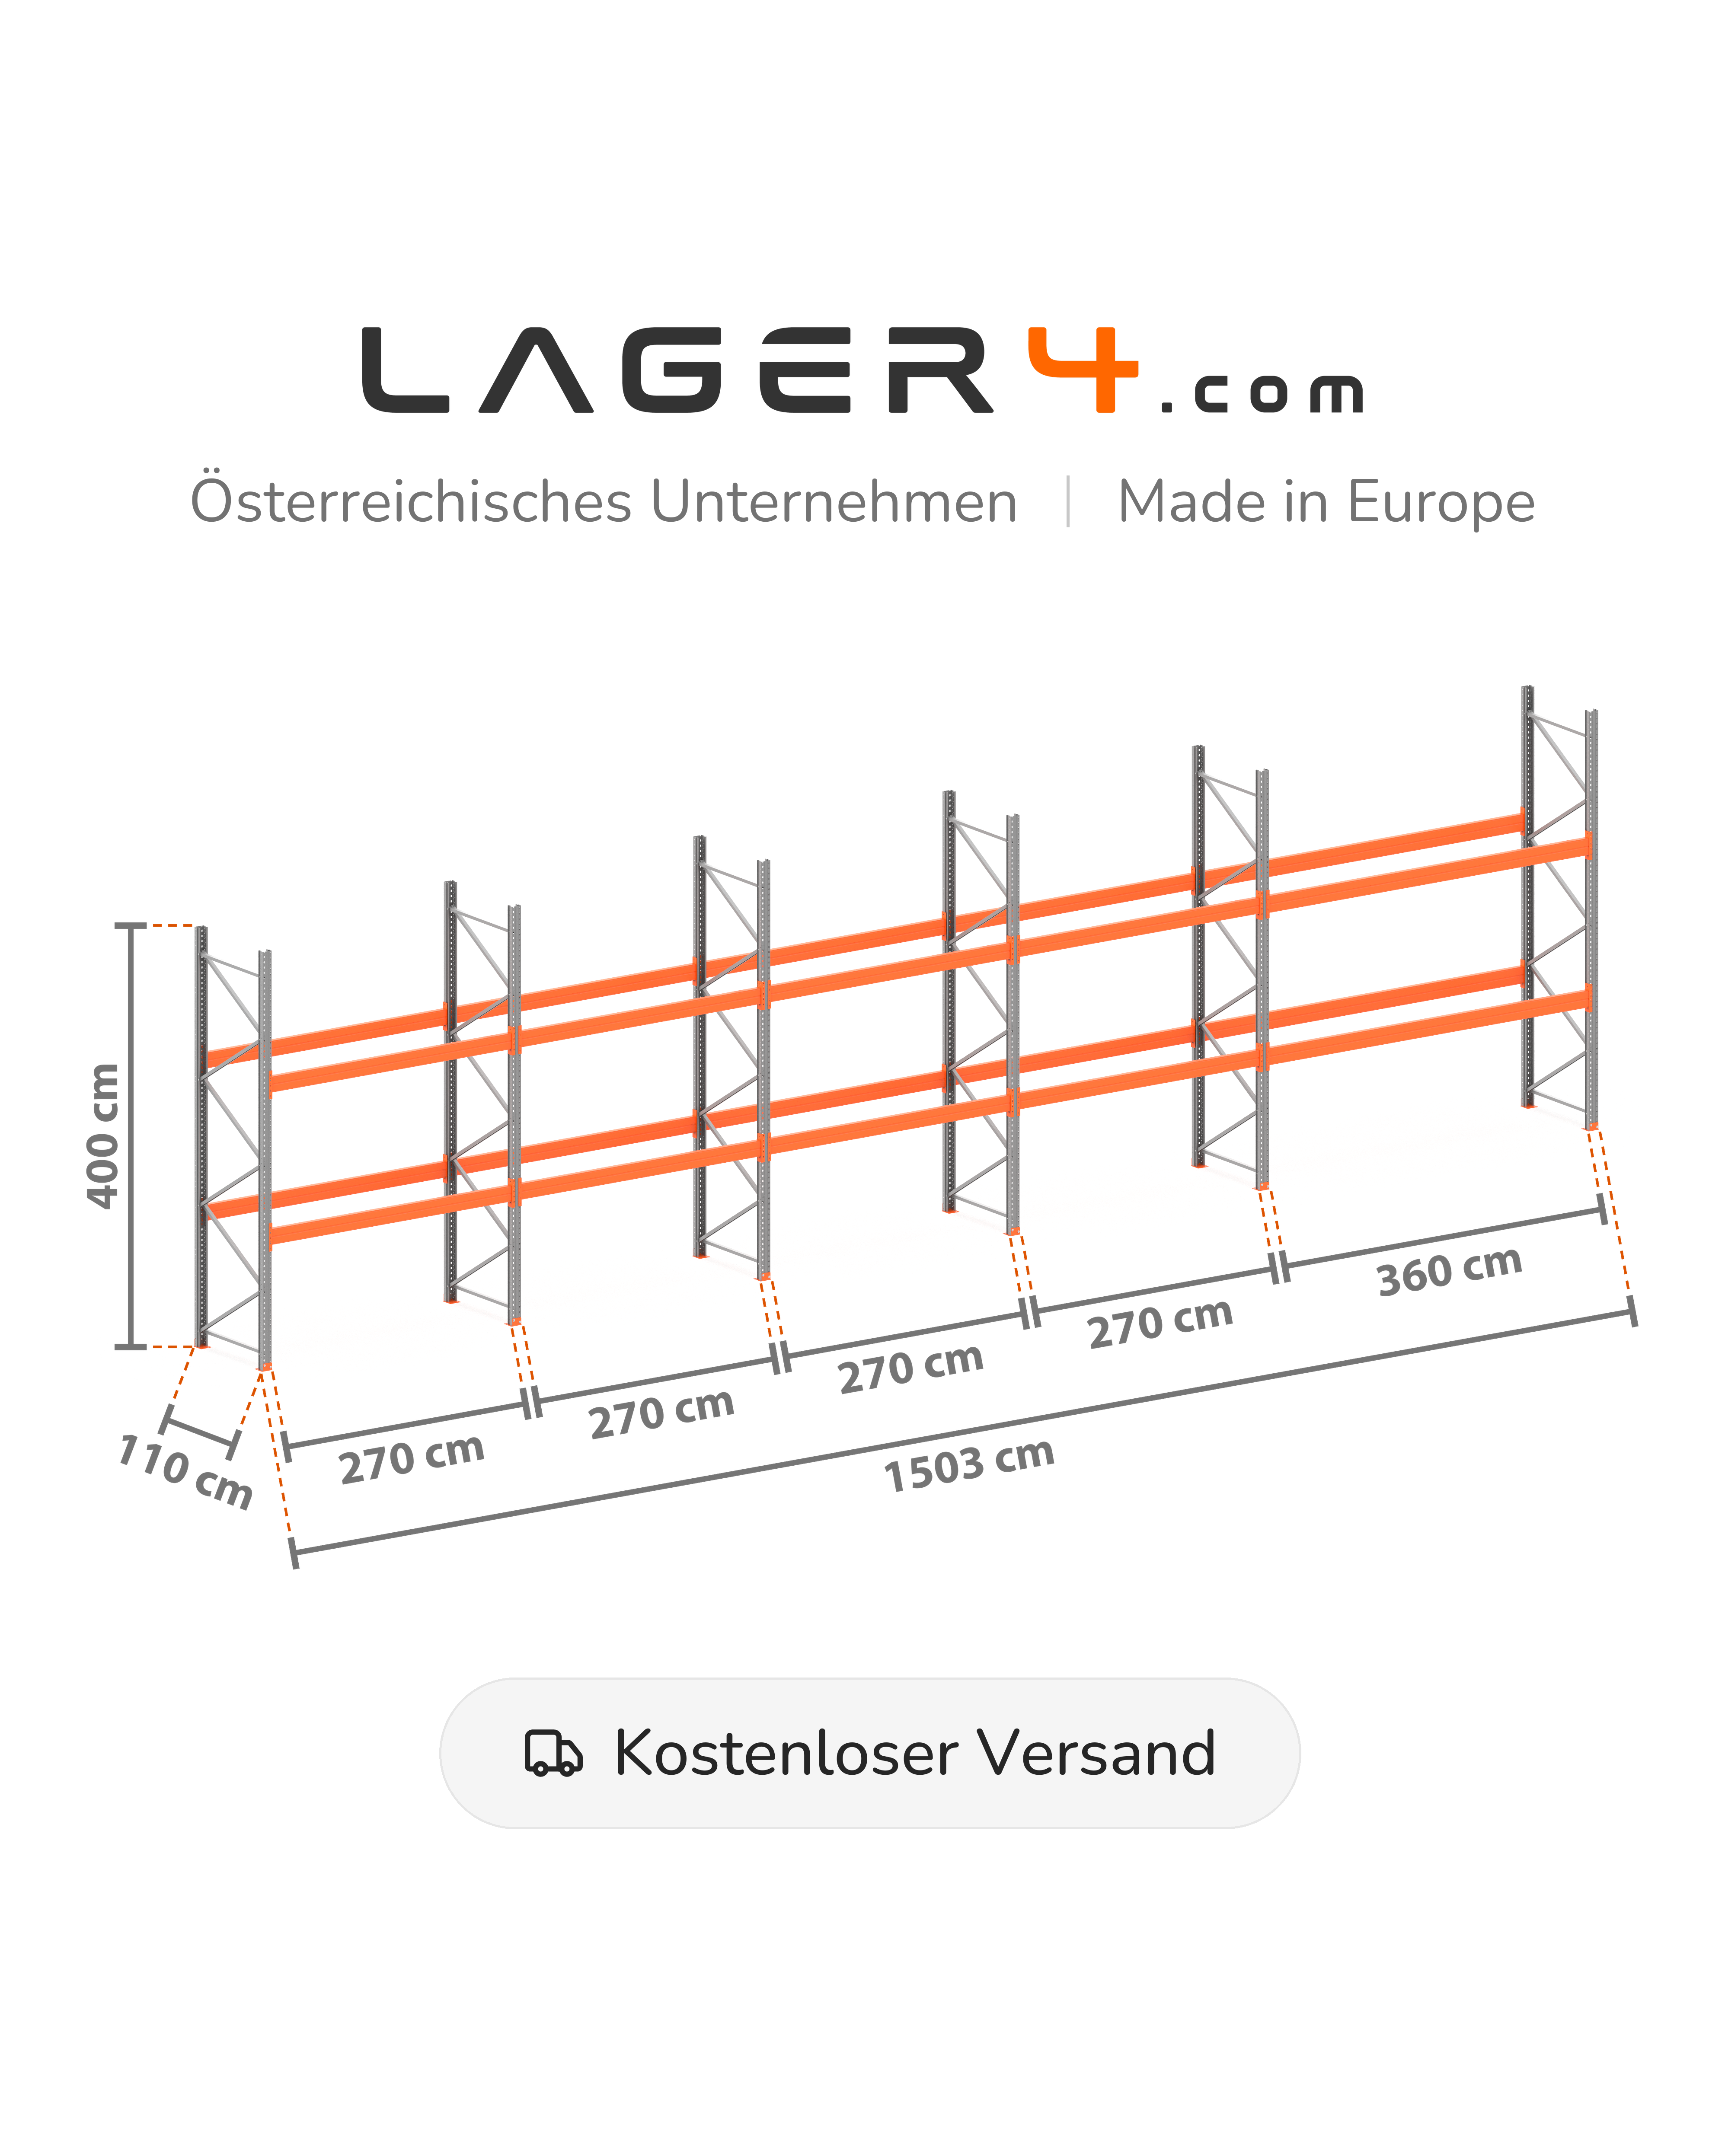 LAGER4.com
Österreichisches Unternehmen | Made in Europe
400 cm
110 cm
270 cm
270 cm
270 cm
270 cm
360 cm
1503 cm
Kostenloser Versand